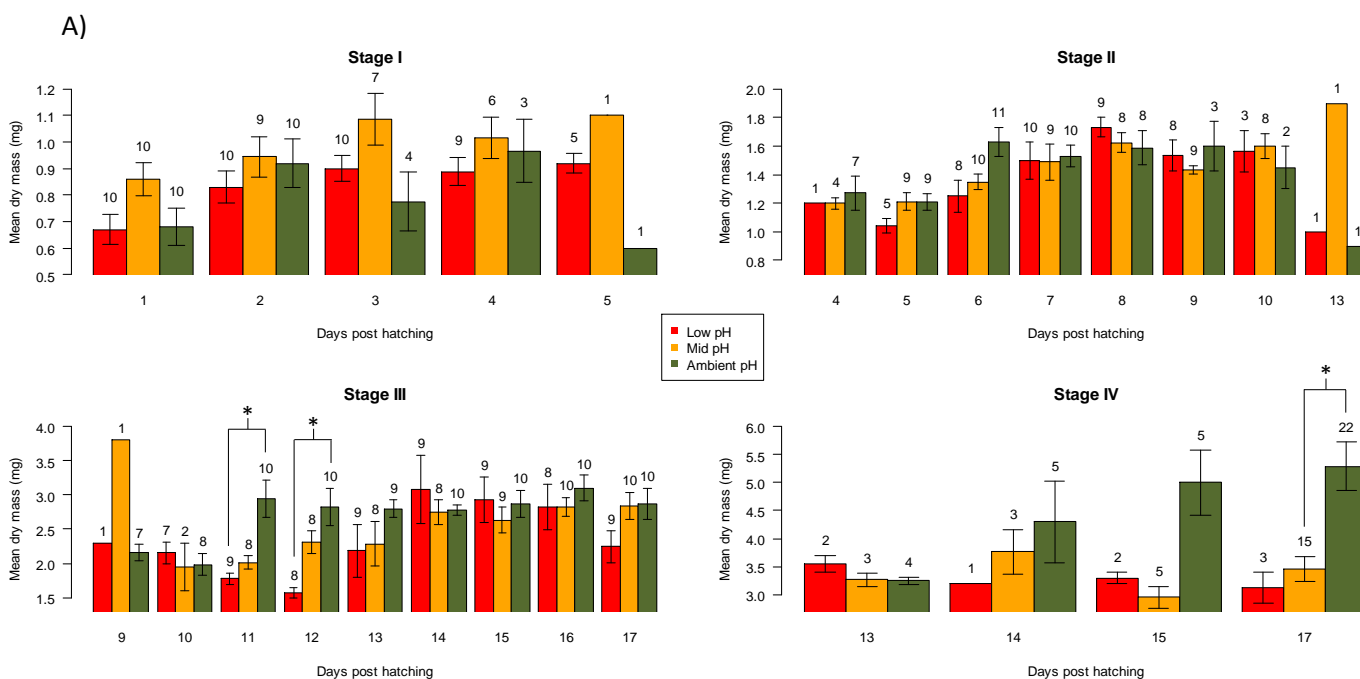 A)
Stage I
Mean dry mass (mg)
1.2
1.1
1.0
0.9
0.8
0.7
0.6
0.5
10 10 10
10 9 10
10 7 4
9 6 3
5 1 1
1 2 3 4 5
Days post hatching
Stage II
Mean dry mass (mg)
2.0
1.8
1.6
1.4
1.2
1.0
0.8
1 4 7
5 9 9
8 10 11
10 9 10
9 8 8
8 9 3
3 8 2
1 1 1
4 5 6 7 8 9 10 13
Days post hatching
Low pH
Mid pH
Ambient pH
Stage III
Mean dry mass (mg)
4.0
3.5
3.0
2.5
2.0
1.5
1 1 7
7 2 8
9 8 10
*
8 8 10
*
9 8 9
9 8 10
9 9 10
8 10 10
9 10 10
9 10 11 12 13 14 15 16 17
Days post hatching
Stage IV
Mean dry mass (mg)
6.0
5.5
5.0
4.5
4.0
3.5
3.0
2 3 4
1 3 5
2 5 5
3 15 22
*
13 14 15 17
Days post hatching